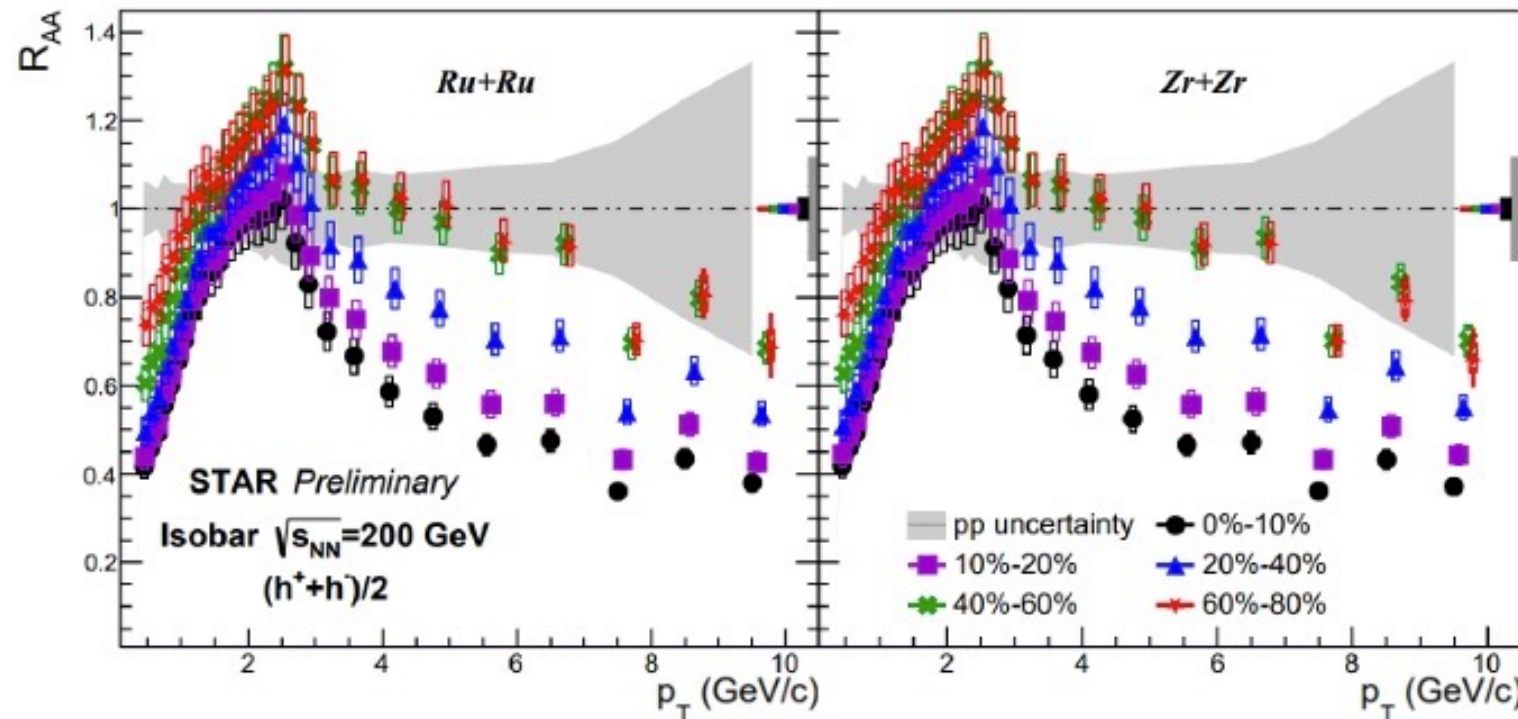 R_AA
1.4
1.2
1
0.8
0.6
0.4
0.2
Ru+Ru
STAR Preliminary
Isobar √s_NN=200 GeV
(h⁺+h⁻)/2
2 4 6 8 10
p_T (GeV/c)
Zr+Zr
pp uncertainty
0%-10%
10%-20%
20%-40%
40%-60%
60%-80%
2 4 6 8 10
p_T (GeV/c)